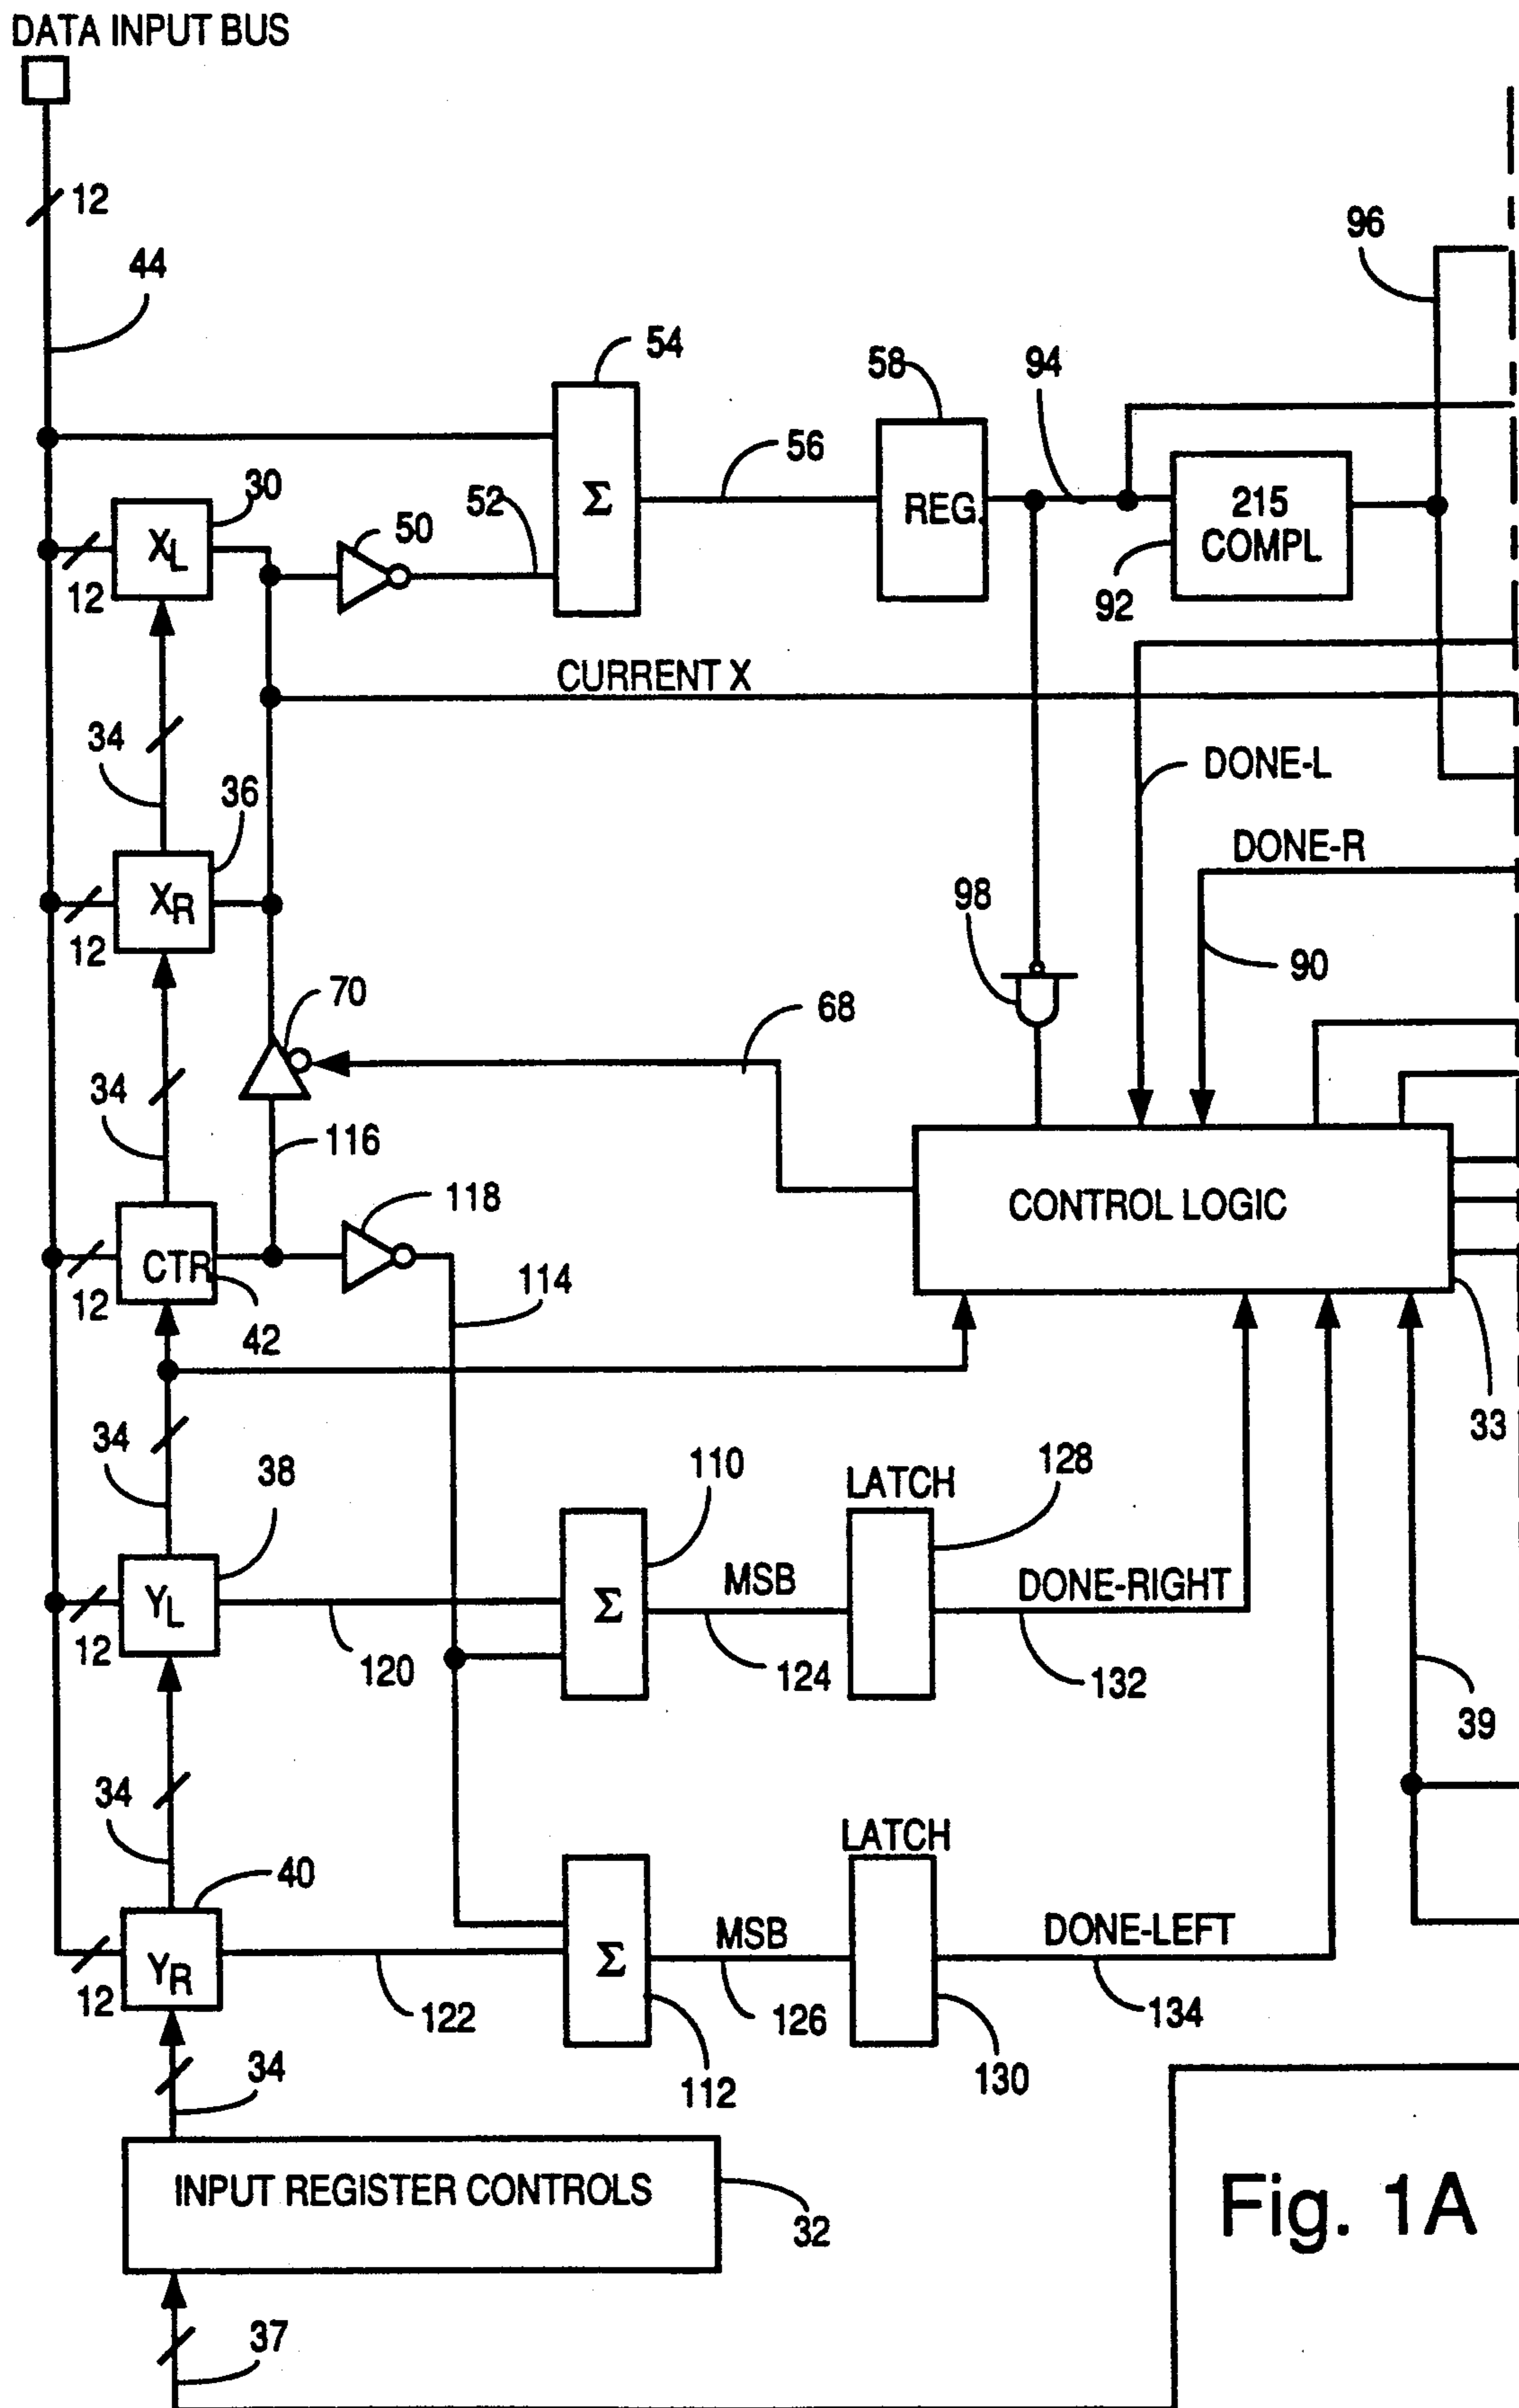 DATA INPUT BUS
12
44
96
54
58
94
56
30
50
52
XL
12
Σ
REG.
215
COMPL
92
CURRENT X
34
DONE-L
36
DONE-R
XR
12
98
90
70
68
34
116
118
CONTROL LOGIC
CTR
12
42
114
33
34
38
110
LATCH
128
YL
12
120
Σ
MSB
124
DONE-RIGHT
132
39
34
40
LATCH
YR
12
122
Σ
MSB
126
DONE-LEFT
134
34
112
130
INPUT REGISTER CONTROLS
32
Fig. 1A
37